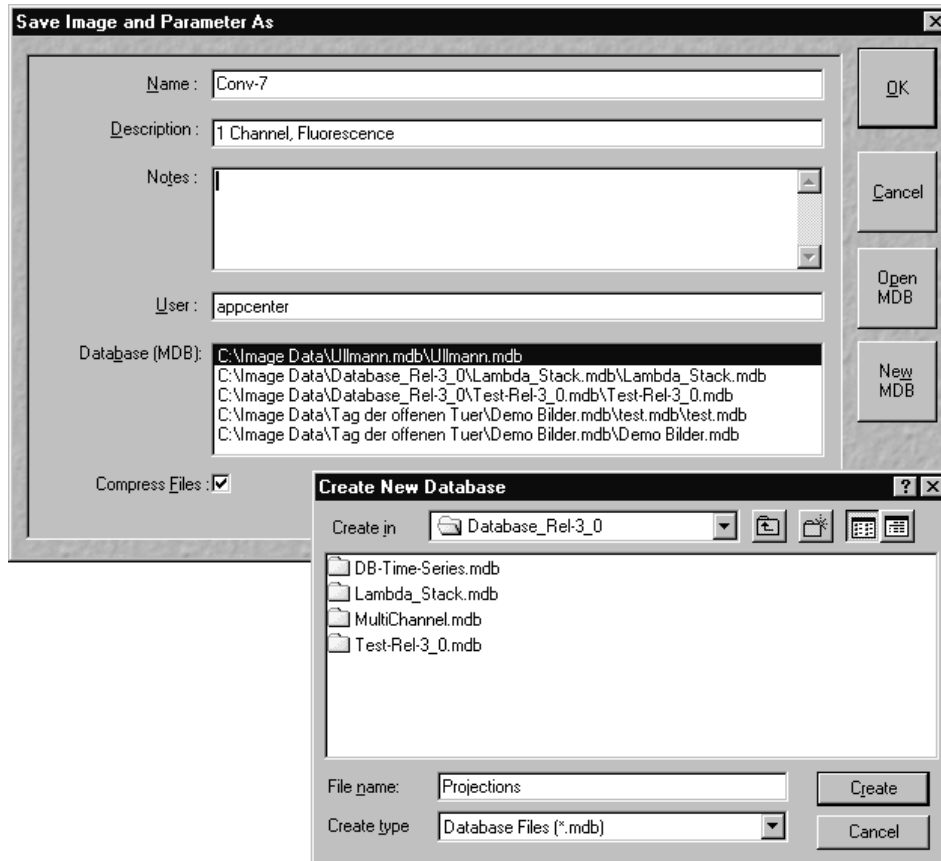 Save Image and Parameter As
Name : Conv-7
OK
Description : 1 Channel, Fluorescence
Notes :
Cancel
Open
MDB
User : appcenter
Database (MDB): C:\Image Data\Ullmann.mdb\Ullmann.mdb
C:\Image Data\Database_Rel-3_0\Lambda_Stack.mdb\Lambda_Stack.mdb
C:\Image Data\Database_Rel-3_0\Test-Rel-3_0.mdb\Test-Rel-3_0.mdb
C:\Image Data\Tag der offenen Tuer\Demo Bilder.mdb\test.mdb\test.mdb
C:\Image Data\Tag der offenen Tuer\Demo Bilder.mdb\Demo Bilder.mdb
New
MDB
Compress Files :
Create New Database
Create in Database_Rel-3_0
DB-Time-Series.mdb
Lambda_Stack.mdb
MultiChannel.mdb
Test-Rel-3_0.mdb
File name: Projections
Create
Create type Database Files (*.mdb)
Cancel